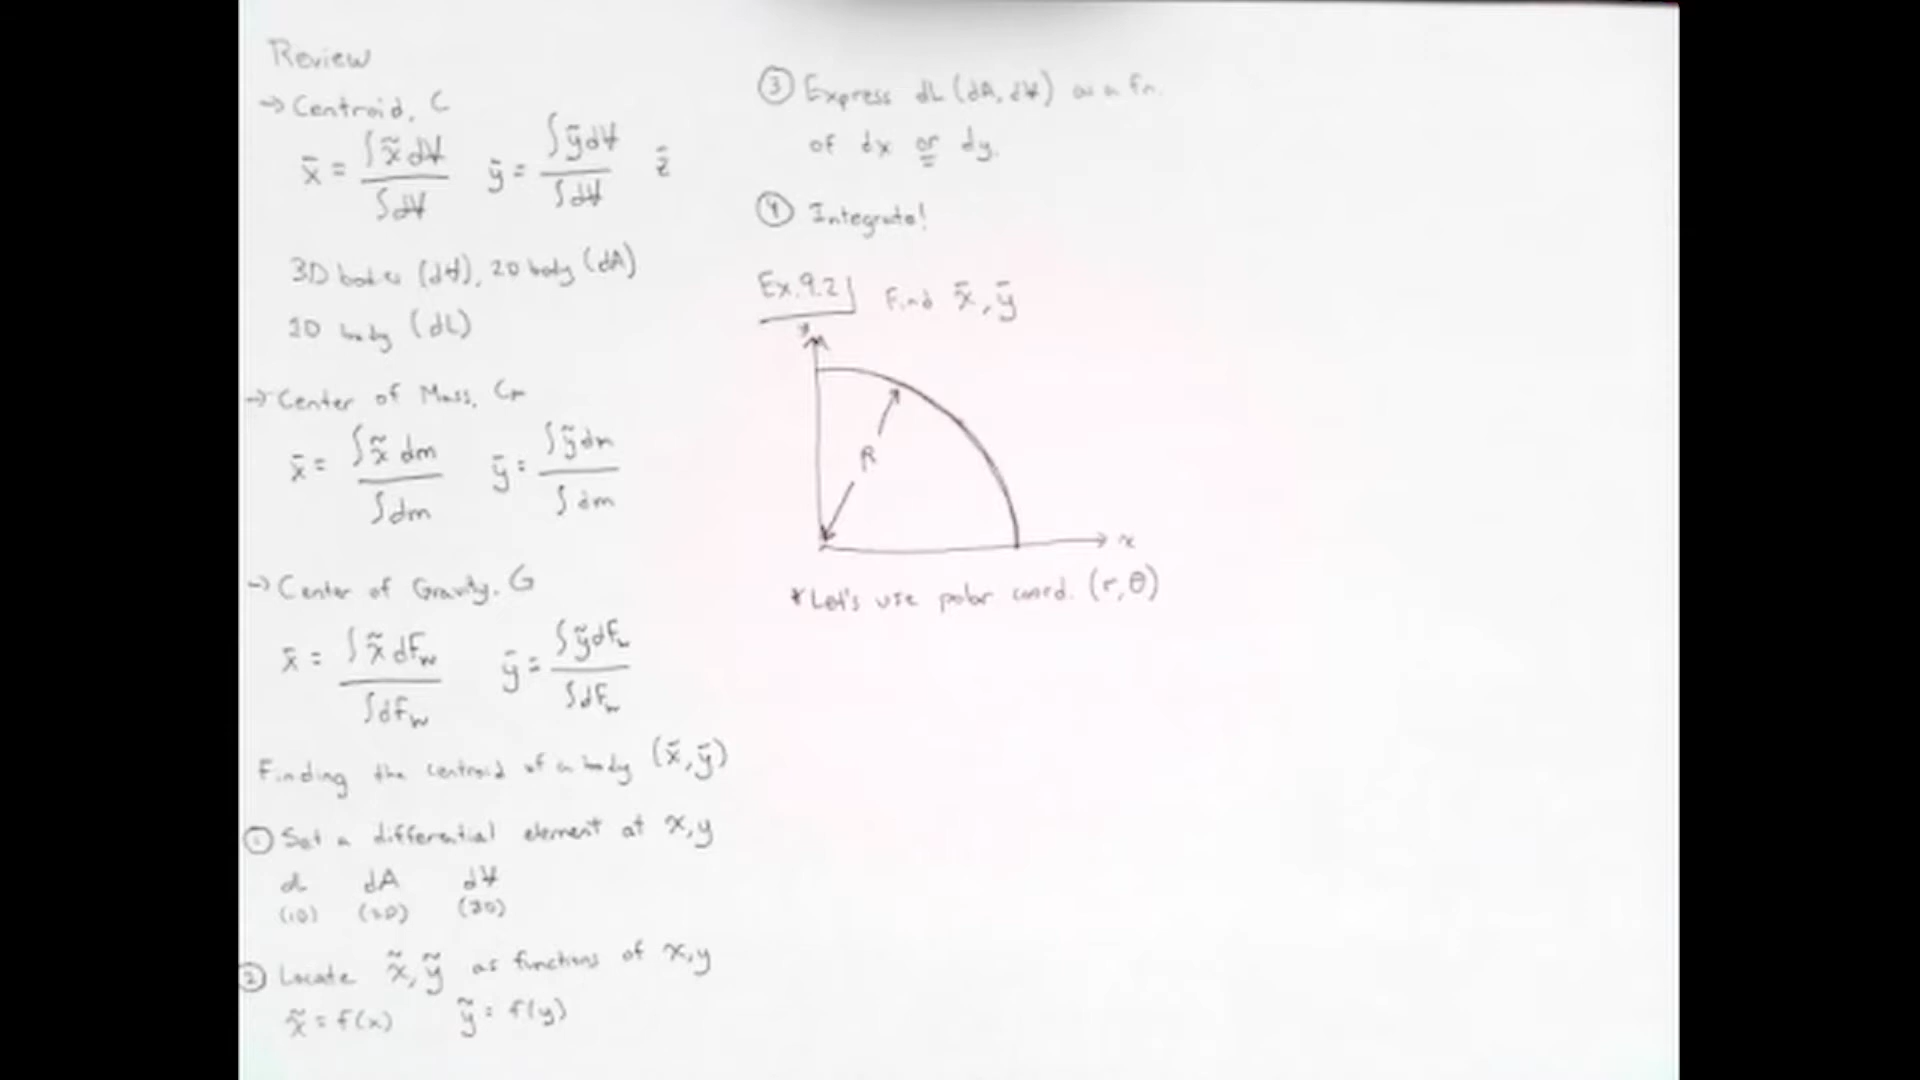 Review
→ Centroid, C
x̄ = ∫x̃ dV / ∫dV   ȳ = ∫ỹ dV / ∫dV   z̄
3D bodies (dV), 2D body (dA)
1D body (dL)
→ Center of Mass, Cm
x̄ = ∫x̃ dm / ∫dm   ȳ = ∫ỹ dm / ∫dm
→ Center of Gravity, G
x̄ = ∫x̃ dFw / ∫dFw   ȳ = ∫ỹ dFw / ∫dFw
Finding the centroid of a body (x̄, ȳ)
① Set a differential element at x, y
dL   dA   dV
(1D)   (2D)   (3D)
② Locate x̃, ỹ as functions of x, y
x̃ = f(x)   ỹ = f(y)
③ Express dL (dA, dV) as a fn.
of dx or dy.
④ Integrate!
Ex. 9.2   Find x̄, ȳ
y
R
x
*Let's use polar coord. (r, θ)